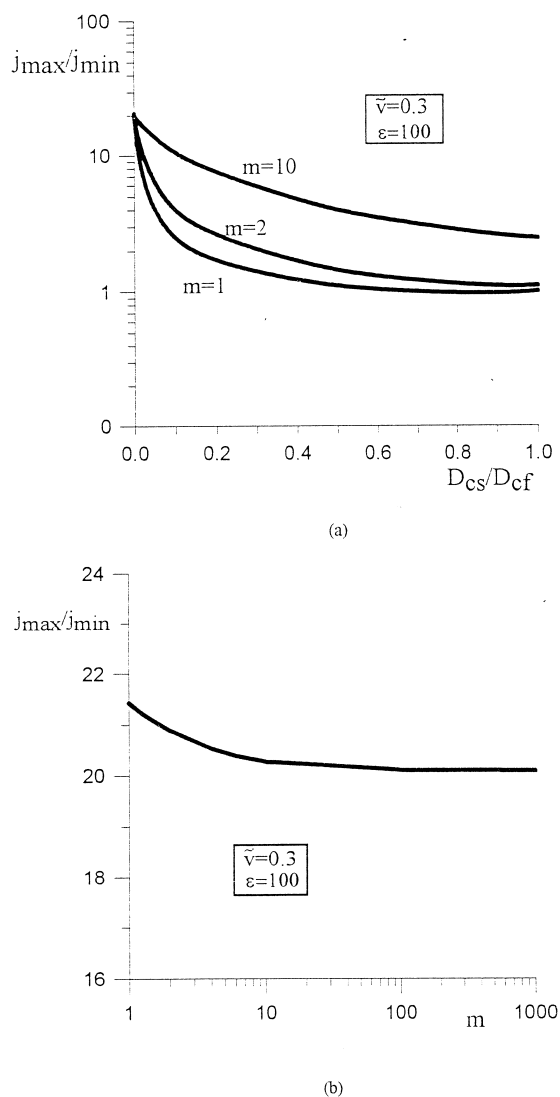 100
jmax/jmin
ṽ=0.3
ε=100
10
m=10
m=2
m=1
1
0
0.0 0.2 0.4 0.6 0.8 1.0
Dcs/Dcf
(a)
24
jmax/jmin
22
20
ṽ=0.3
ε=100
18
16
1 10 100 1000
m
(b)